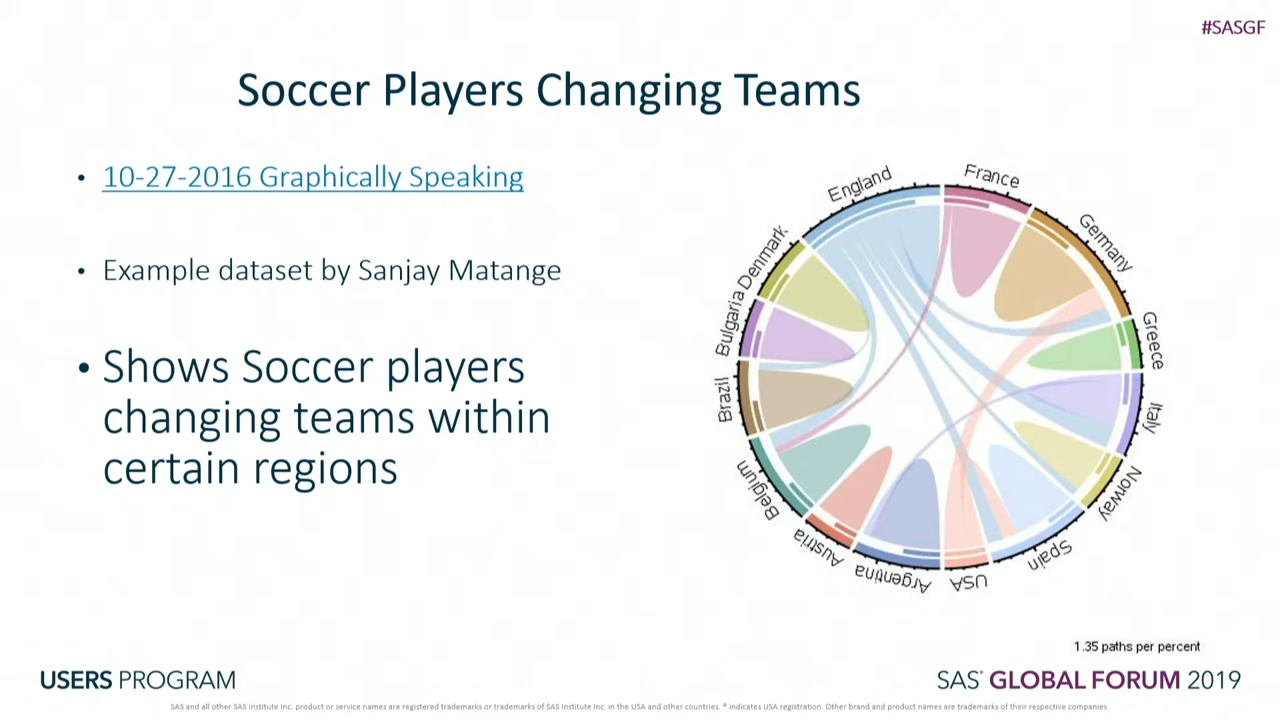 #SASGF
Soccer Players Changing Teams
• 10-27-2016 Graphically Speaking
• Example dataset by Sanjay Matange
• Shows Soccer players
changing teams within
certain regions
England
France
Germany
Greece
Italy
Norway
Spain
USA
Argentina
Austria
Belgium
Brazil
Bulgaria
Denmark
1.35 paths per percent
USERS PROGRAM
SAS® GLOBAL FORUM 2019
SAS and all other SAS Institute Inc. product or service names are registered trademarks or trademarks of SAS Institute Inc. in the USA and other countries. ® indicates USA registration. Other brand and product names are trademarks of their respective companies.